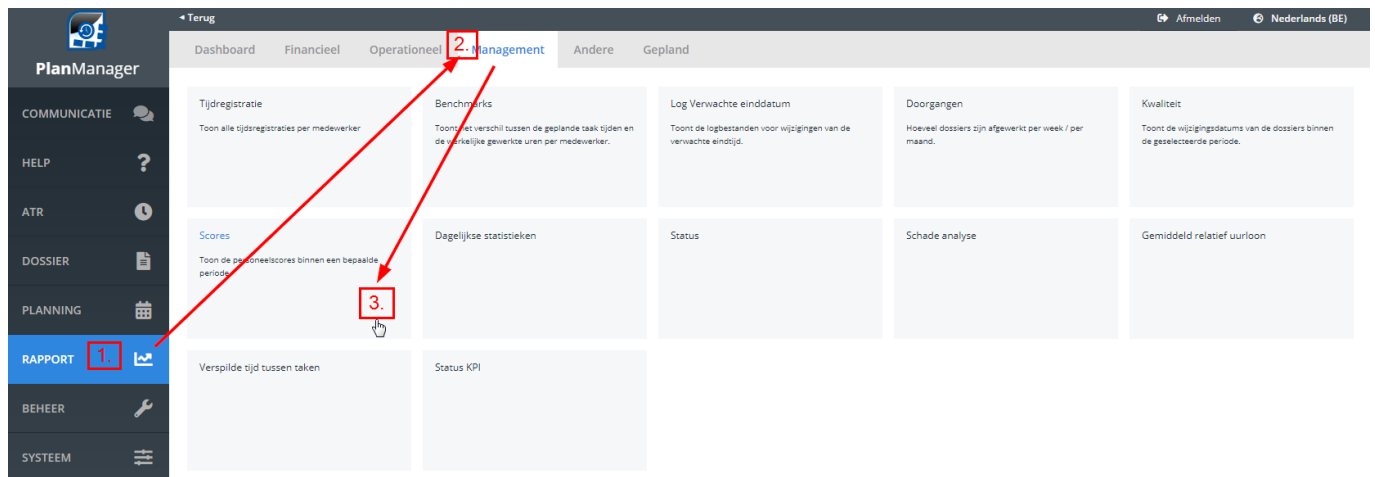 ◂ Terug
Afmelden
Nederlands (BE)
PlanManager
Dashboard
Financieel
Operationeel
2.
Management
Andere
Gepland
COMMUNICATIE
HELP
?
ATR
DOSSIER
PLANNING
RAPPORT
1.
BEHEER
SYSTEEM
Tijdregistratie
Toon alle tijdsregistraties per medewerker
Benchmarks
Toont het verschil tussen de geplande taak tijden en
de werkelijke gewerkte uren per medewerker.
Log Verwachte einddatum
Toont de logbestanden voor wijzigingen van de
verwachte eindtijd.
Doorgangen
Hoeveel dossiers zijn afgewerkt per week / per
maand.
Kwaliteit
Toont de wijzigingsdatums van de dossiers binnen
de geselecteerde periode.
Scores
Toon de personeelscores binnen een bepaalde
periode.
3.
Dagelijkse statistieken
Status
Schade analyse
Gemiddeld relatief uurloon
Verspilde tijd tussen taken
Status KPI